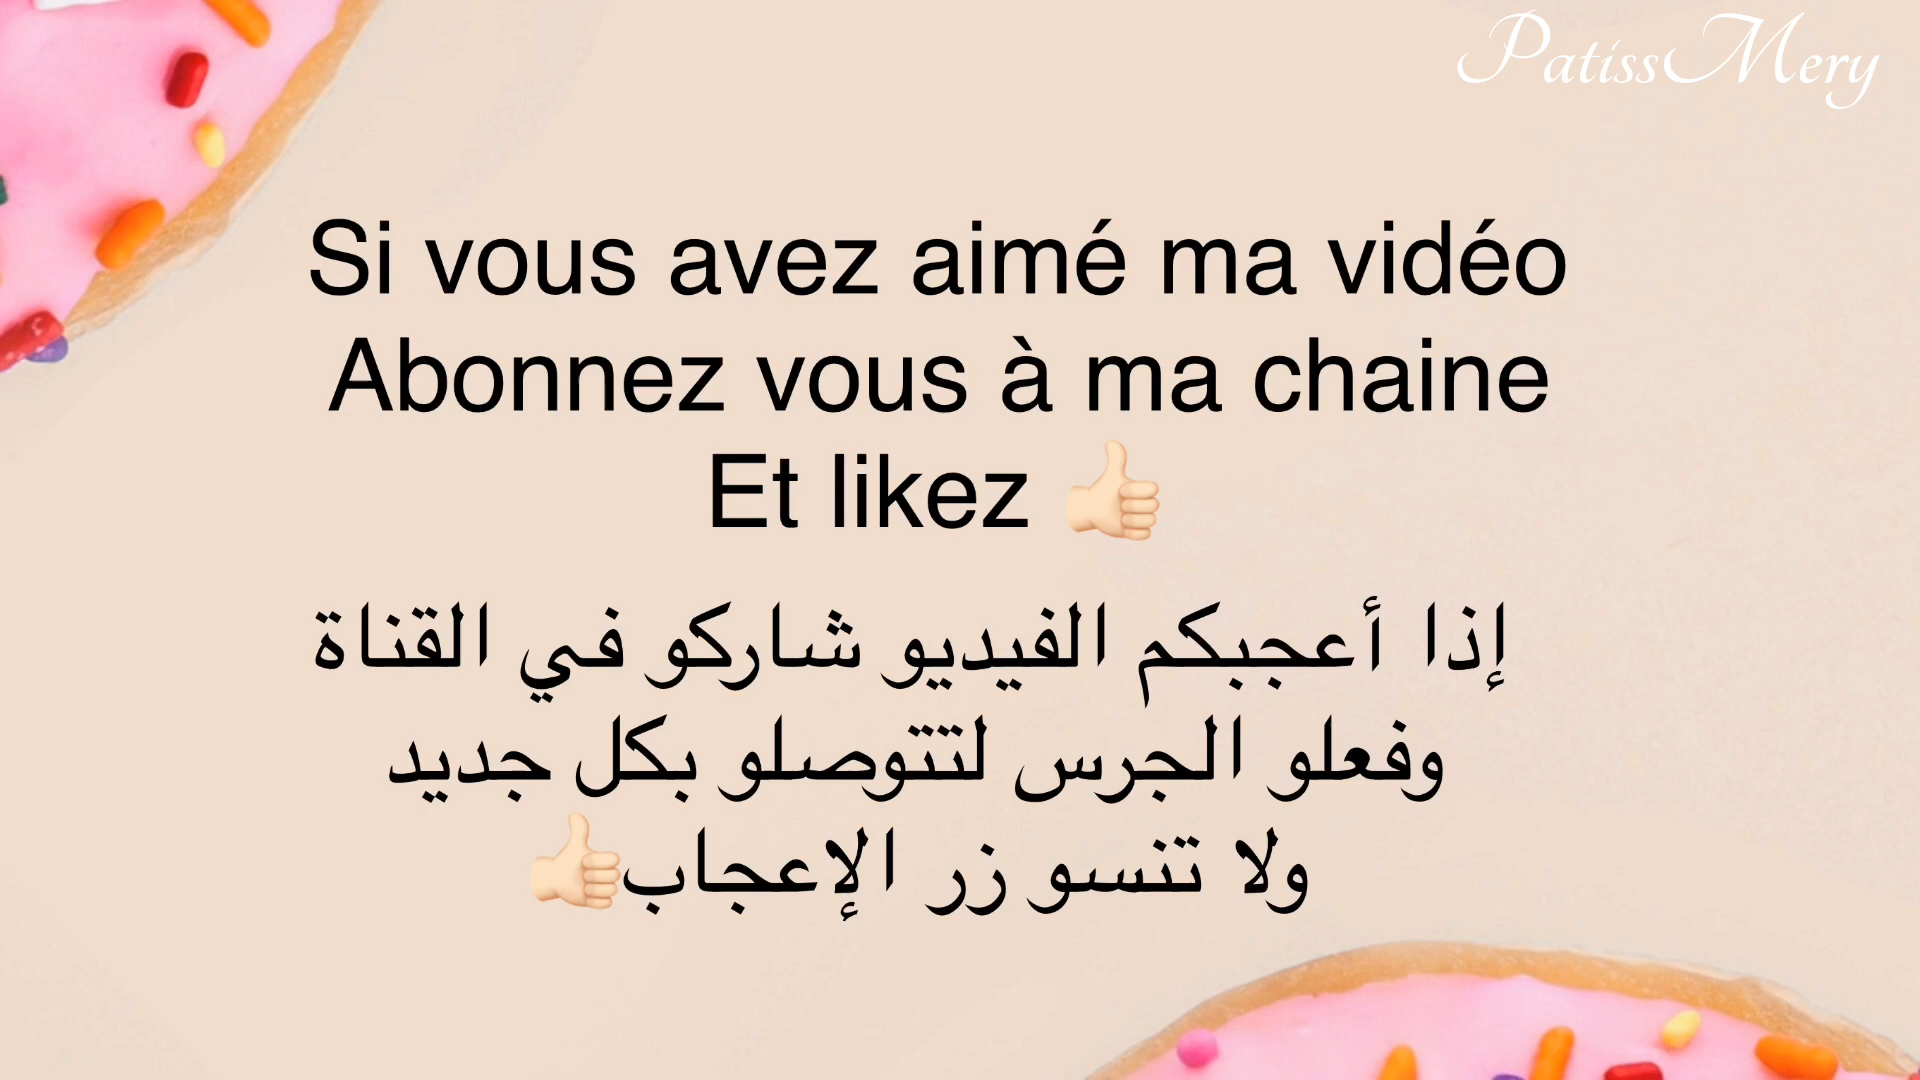 PatissMery
Si vous avez aimé ma vidéo
Abonnez vous à ma chaine
Et likez 👍🏻
إذا أعجبكم الفيديو شاركو في القناة
وفعلو الجرس لتتوصلو بكل جديد
ولا تنسو زر الإعجاب👍🏻